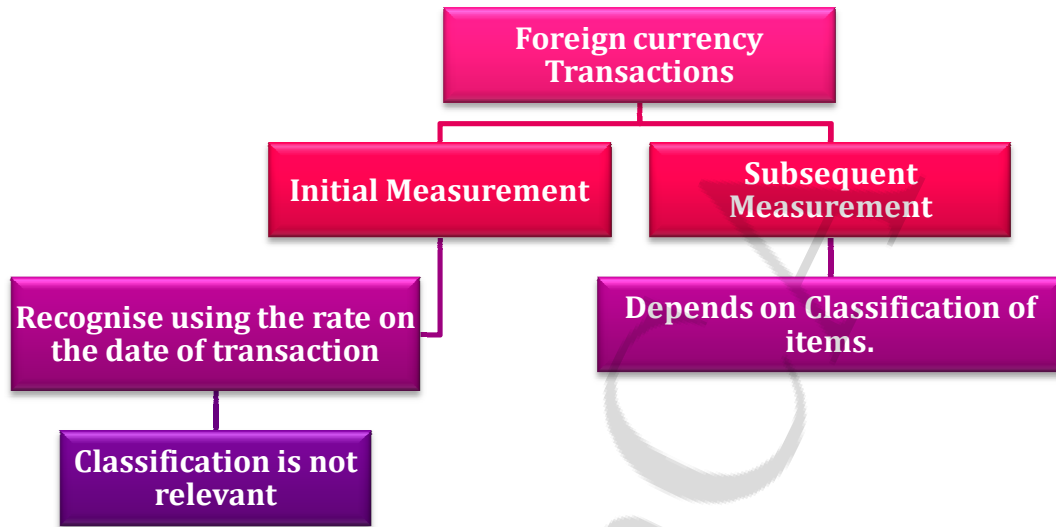 Foreign currency
Transactions
Initial Measurement
Subsequent
Measurement
Recognise using the rate on
the date of transaction
Depends on Classification of
items.
Classification is not
relevant